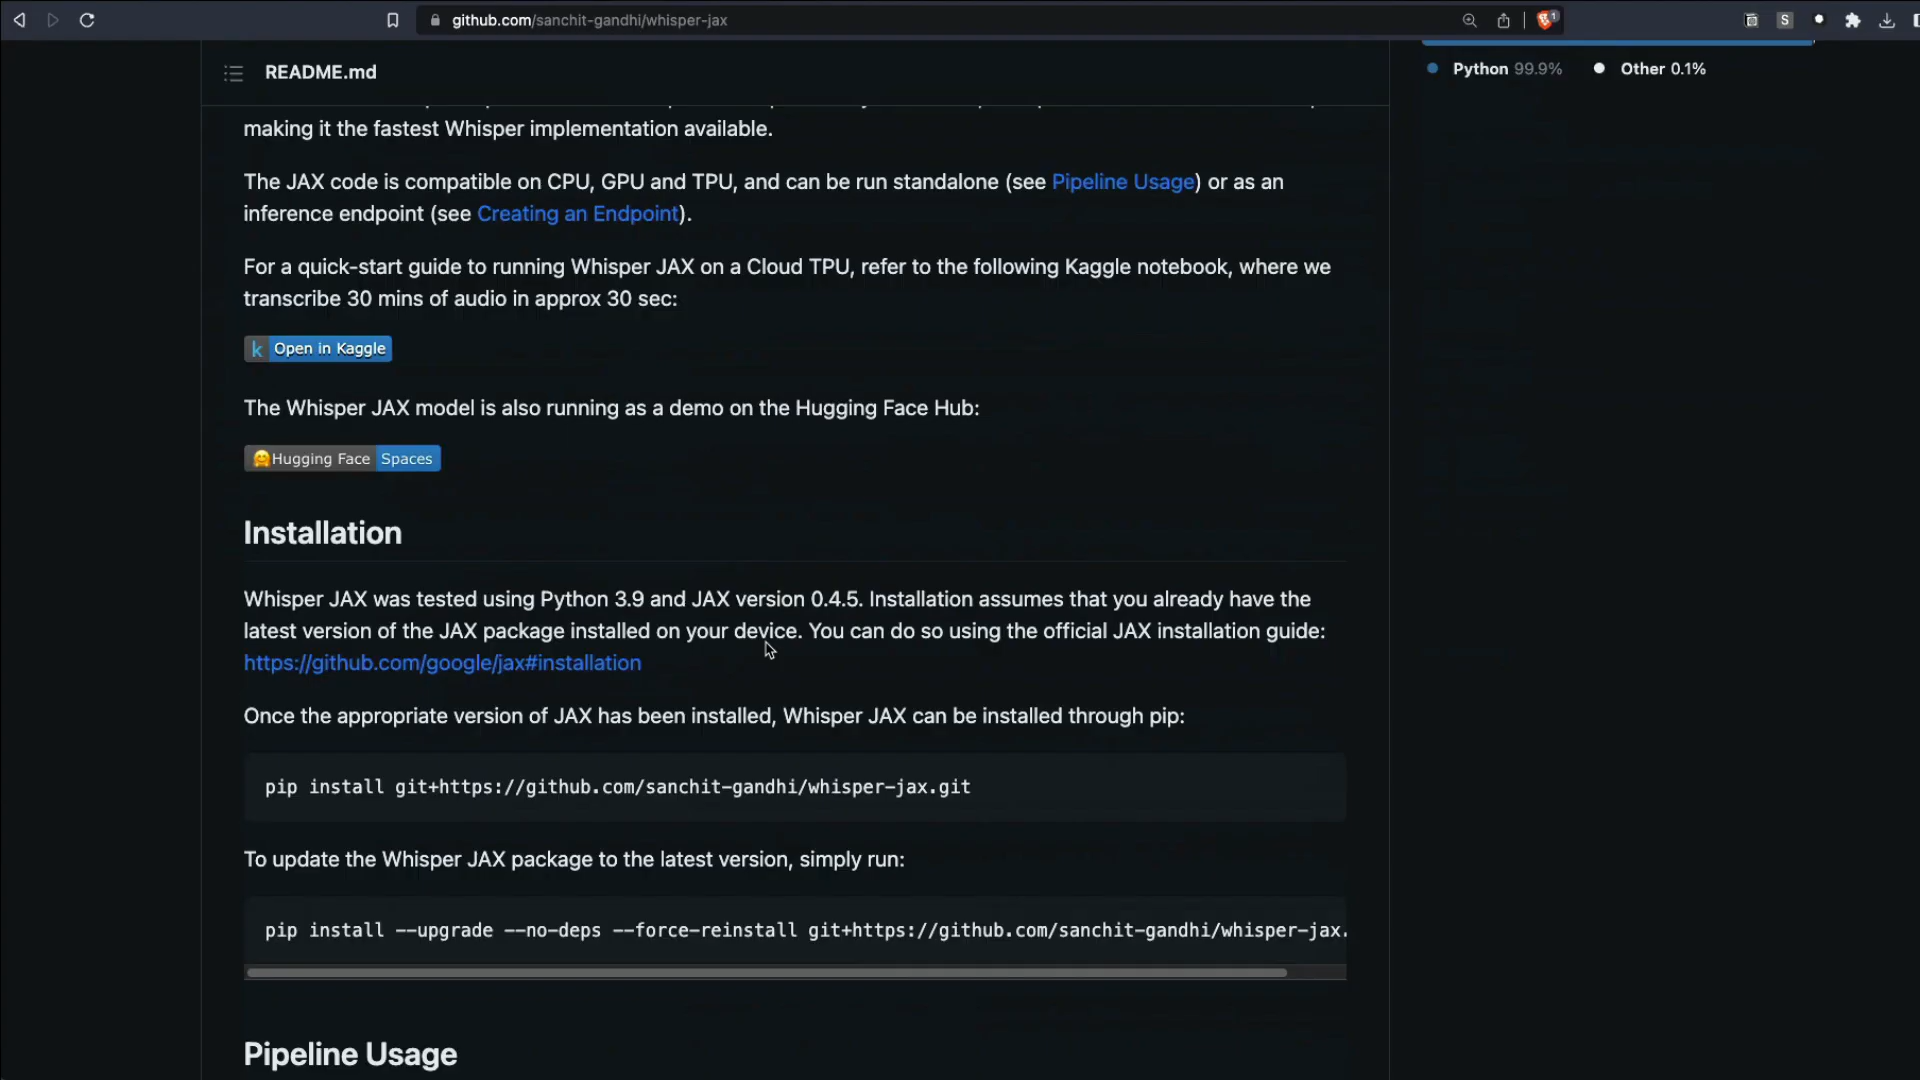 github.com/sanchit-gandhi/whisper-jax
S
1
README.md
Python 99.9%
Other 0.1%
making it the fastest Whisper implementation available.
The JAX code is compatible on CPU, GPU and TPU, and can be run standalone (see Pipeline Usage) or as an
inference endpoint (see Creating an Endpoint).
For a quick-start guide to running Whisper JAX on a Cloud TPU, refer to the following Kaggle notebook, where we
transcribe 30 mins of audio in approx 30 sec:
k Open in Kaggle
The Whisper JAX model is also running as a demo on the Hugging Face Hub:
🤗Hugging Face Spaces
Installation
Whisper JAX was tested using Python 3.9 and JAX version 0.4.5. Installation assumes that you already have the
latest version of the JAX package installed on your device. You can do so using the official JAX installation guide:
https://github.com/google/jax#installation
Once the appropriate version of JAX has been installed, Whisper JAX can be installed through pip:
pip install git+https://github.com/sanchit-gandhi/whisper-jax.git
To update the Whisper JAX package to the latest version, simply run:
pip install --upgrade --no-deps --force-reinstall git+https://github.com/sanchit-gandhi/whisper-jax.
Pipeline Usage